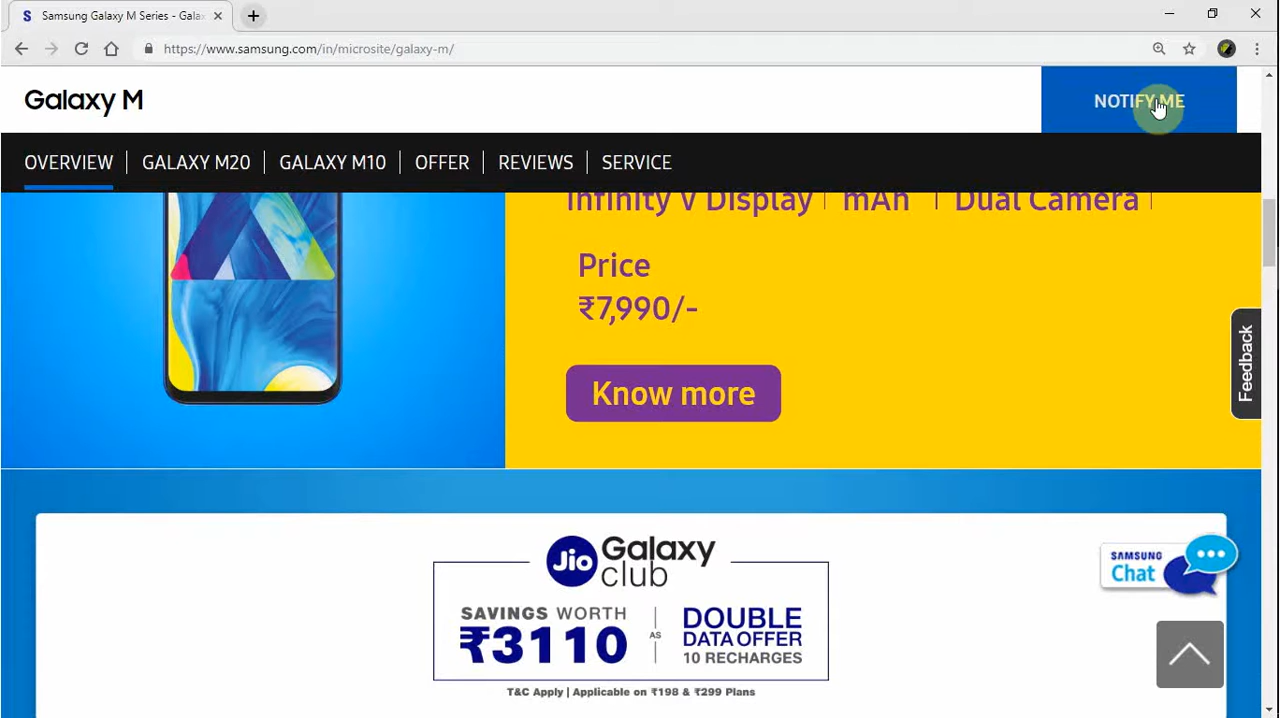 Samsung Galaxy M Series - Gala
https://www.samsung.com/in/microsite/galaxy-m/
Galaxy M
NOTIFY ME
OVERVIEW | GALAXY M20 | GALAXY M10 | OFFER | REVIEWS | SERVICE
Infinity V Display | mAh | Dual Camera |
Price
₹7,990/-
Know more
Feedback
Jio Galaxy
club
SAVINGS WORTH
₹3110
AS
DOUBLE
DATA OFFER
10 RECHARGES
T&C Apply | Applicable on ₹198 & ₹299 Plans
SAMSUNG
Chat